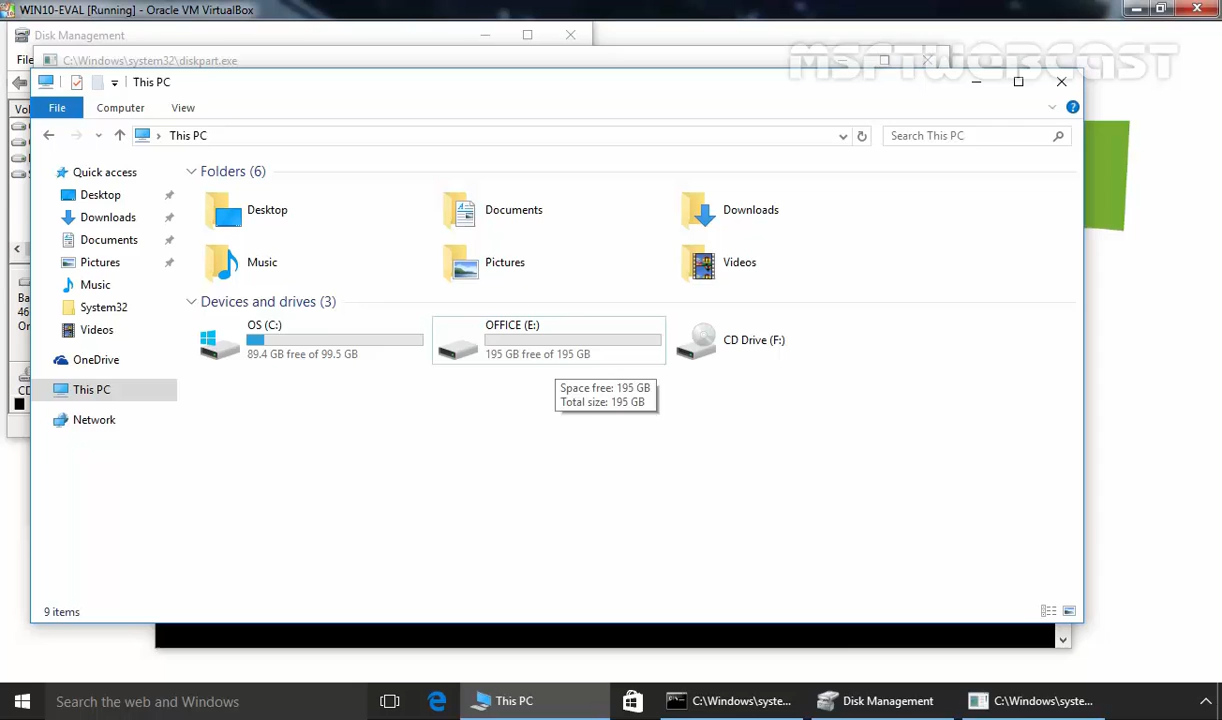 WIN10-EVAL [Running] - Oracle VM VirtualBox
Disk Management
File
C:\Windows\system32\diskpart.exe
MSFTWEBCAST
This PC
File
Computer
View
This PC
Search This PC
Quick access
Desktop
Downloads
Documents
Pictures
Music
System32
Videos
OneDrive
This PC
Network
Folders (6)
Desktop
Documents
Downloads
Music
Pictures
Videos
Devices and drives (3)
OS (C:)
89.4 GB free of 99.5 GB
OFFICE (E:)
195 GB free of 195 GB
CD Drive (F:)
Space free: 195 GB
Total size: 195 GB
9 items
Search the web and Windows
This PC
C:\Windows\syste...
Disk Management
C:\Windows\syste...